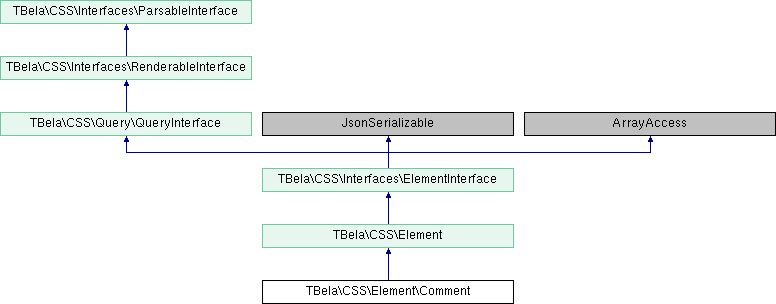 TBela\CSS\Interfaces\ParsableInterface
TBela\CSS\Interfaces\RenderableInterface
TBela\CSS\Query\QueryInterface
JsonSerializable
ArrayAccess
TBela\CSS\Interfaces\ElementInterface
TBela\CSS\Element
TBela\CSS\Element\Comment